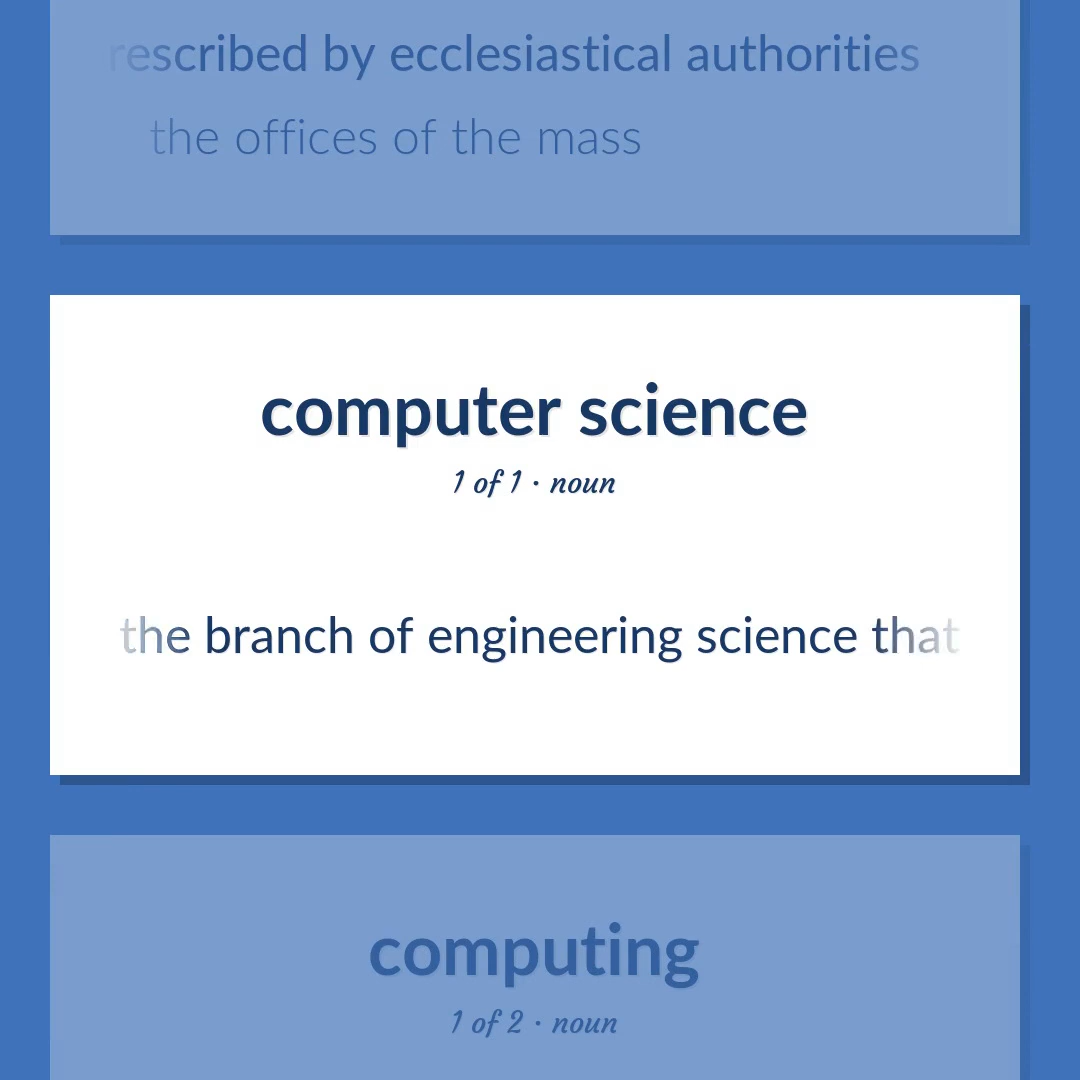 rescribed by ecclesiastical authorities
the offices of the mass
computer science
1 of 1 · noun
the branch of engineering science that
computing
1 of 2 · noun